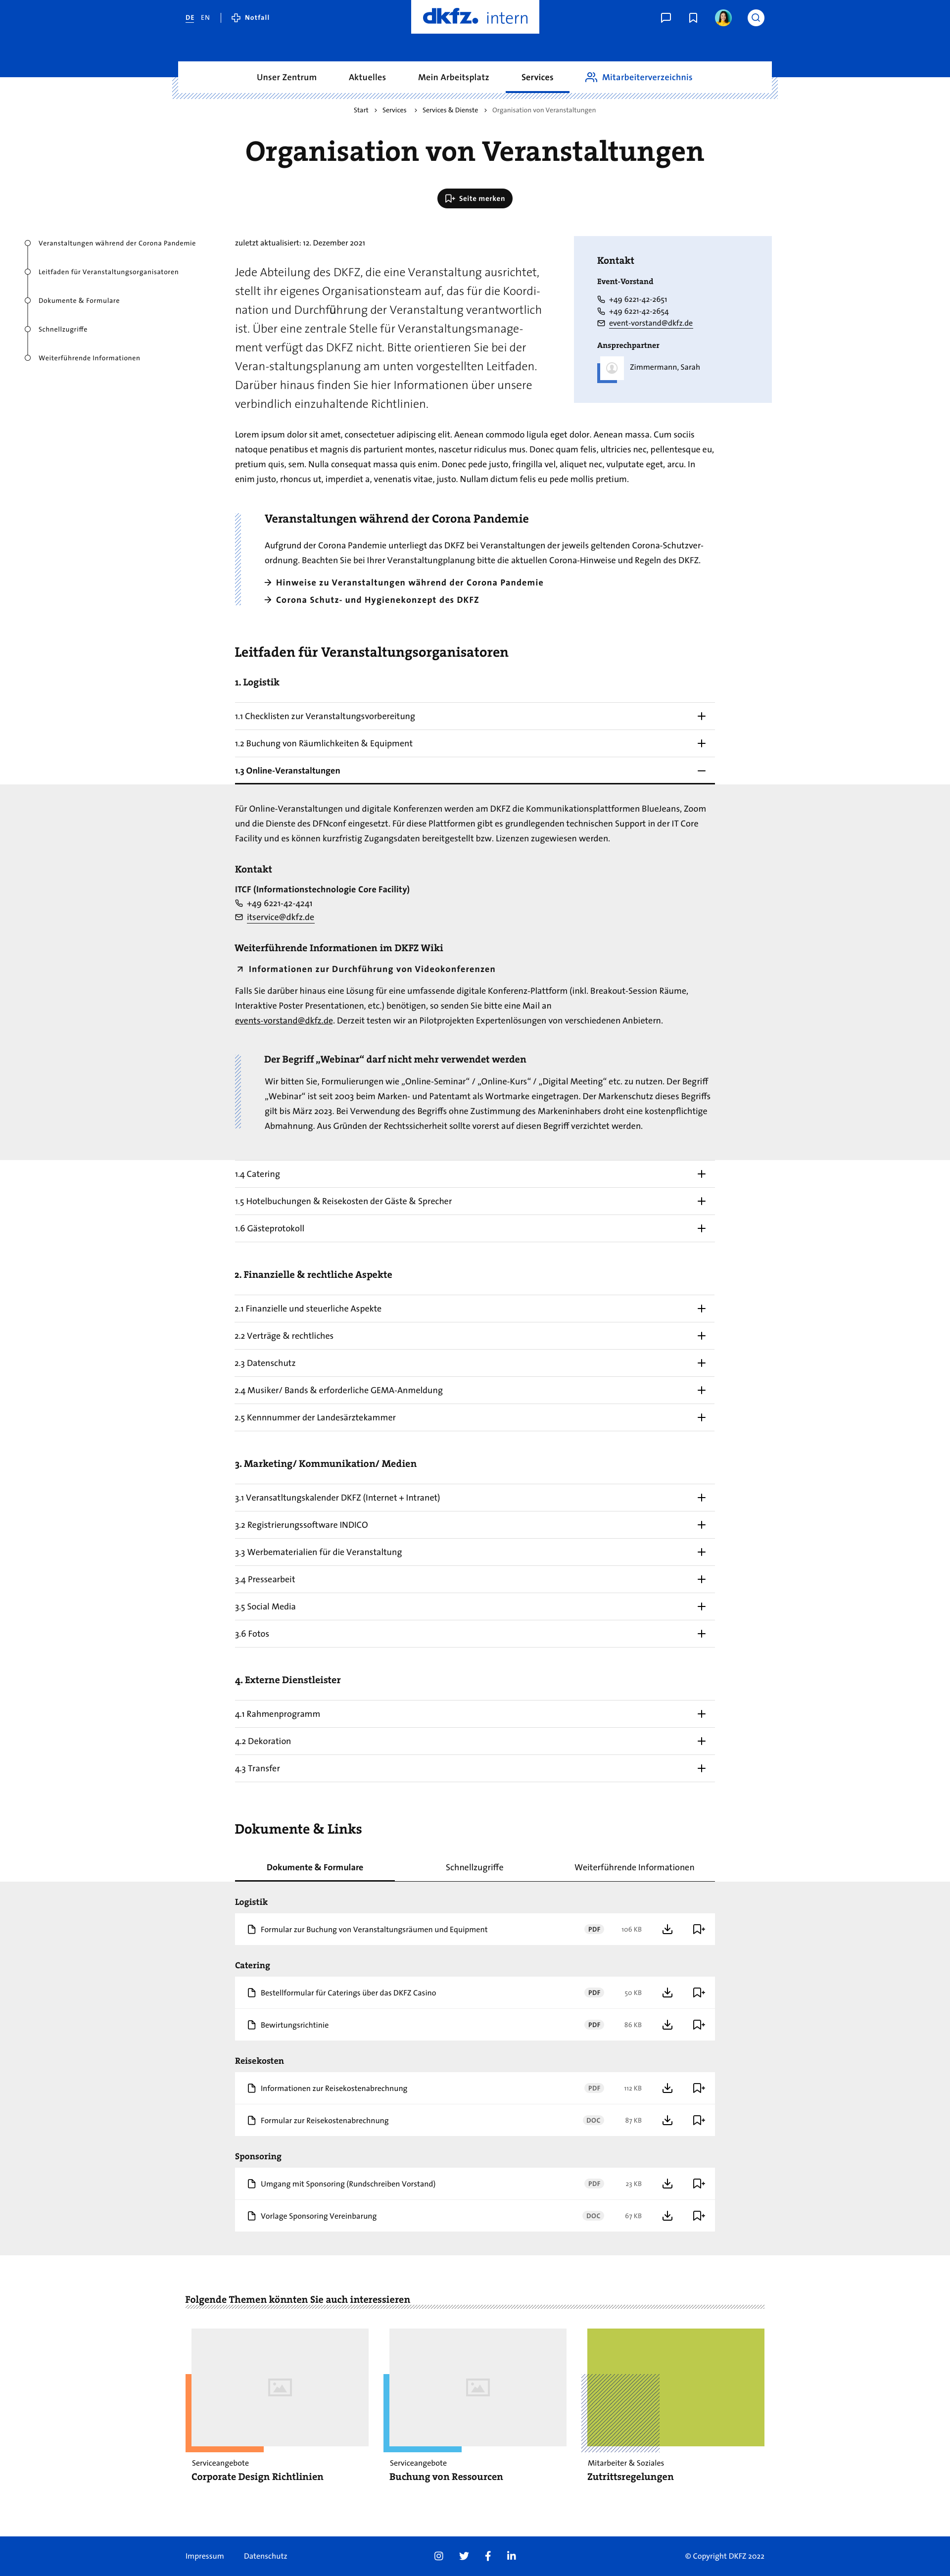 DE EN Notfall
dkfz. intern
Unser Zentrum Aktuelles Mein Arbeitsplatz Services Mitarbeiterverzeichnis
Start Services Services & Dienste Organisation von Veranstaltungen
Organisation von Veranstaltungen
Seite merken
Veranstaltungen während der Corona Pandemie
Leitfaden für Veranstaltungsorganisatoren
Dokumente & Formulare
Schnellzugriffe
Weiterführende Informationen
zuletzt aktualisiert: 12. Dezember 2021
Jede Abteilung des DKFZ, die eine Veranstaltung ausrichtet,
stellt ihr eigenes Organisationsteam auf, das für die Koordi-
nation und Durchführung der Veranstaltung verantwortlich
ist. Über eine zentrale Stelle für Veranstaltungsmanage-
ment verfügt das DKFZ nicht. Bitte orientieren Sie bei der
Veran-staltungsplanung am unten vorgestellten Leitfaden.
Darüber hinaus finden Sie hier Informationen über unsere
verbindlich einzuhaltende Richtlinien.
Kontakt
Event-Vorstand
+49 6221-42-2651
+49 6221-42-2654
event-vorstand@dkfz.de
Ansprechpartner
Zimmermann, Sarah
Lorem ipsum dolor sit amet, consectetuer adipiscing elit. Aenean commodo ligula eget dolor. Aenean massa. Cum sociis
natoque penatibus et magnis dis parturient montes, nascetur ridiculus mus. Donec quam felis, ultricies nec, pellentesque eu,
pretium quis, sem. Nulla consequat massa quis enim. Donec pede justo, fringilla vel, aliquet nec, vulputate eget, arcu. In
enim justo, rhoncus ut, imperdiet a, venenatis vitae, justo. Nullam dictum felis eu pede mollis pretium.
Veranstaltungen während der Corona Pandemie
Aufgrund der Corona Pandemie unterliegt das DKFZ bei Veranstaltungen der jeweils geltenden Corona-Schutzver-
ordnung. Beachten Sie bei Ihrer Veranstaltungplanung bitte die aktuellen Corona-Hinweise und Regeln des DKFZ.
Hinweise zu Veranstaltungen während der Corona Pandemie
Corona Schutz- und Hygienekonzept des DKFZ
Leitfaden für Veranstaltungsorganisatoren
1. Logistik
1.1 Checklisten zur Veranstaltungsvorbereitung
1.2 Buchung von Räumlichkeiten & Equipment
1.3 Online-Veranstaltungen
Für Online-Veranstaltungen und digitale Konferenzen werden am DKFZ die Kommunikationsplattformen BlueJeans, Zoom
und die Dienste des DFNconf eingesetzt. Für diese Plattformen gibt es grundlegenden technischen Support in der IT Core
Facility und es können kurzfristig Zugangsdaten bereitgestellt bzw. Lizenzen zugewiesen werden.
Kontakt
ITCF (Informationstechnologie Core Facility)
+49 6221-42-4241
itservice@dkfz.de
Weiterführende Informationen im DKFZ Wiki
Informationen zur Durchführung von Videokonferenzen
Falls Sie darüber hinaus eine Lösung für eine umfassende digitale Konferenz-Plattform (inkl. Breakout-Session Räume,
Interaktive Poster Presentationen, etc.) benötigen, so senden Sie bitte eine Mail an
events-vorstand@dkfz.de. Derzeit testen wir an Pilotprojekten Expertenlösungen von verschiedenen Anbietern.
Der Begriff „Webinar“ darf nicht mehr verwendet werden
Wir bitten Sie, Formulierungen wie „Online-Seminar“ / „Online-Kurs“ / „Digital Meeting“ etc. zu nutzen. Der Begriff
„Webinar“ ist seit 2003 beim Marken- und Patentamt als Wortmarke eingetragen. Der Markenschutz dieses Begriffs
gilt bis März 2023. Bei Verwendung des Begriffs ohne Zustimmung des Markeninhabers droht eine kostenpflichtige
Abmahnung. Aus Gründen der Rechtssicherheit sollte vorerst auf diesen Begriff verzichtet werden.
1.4 Catering
1.5 Hotelbuchungen & Reisekosten der Gäste & Sprecher
1.6 Gästeprotokoll
2. Finanzielle & rechtliche Aspekte
2.1 Finanzielle und steuerliche Aspekte
2.2 Verträge & rechtliches
2.3 Datenschutz
2.4 Musiker/ Bands & erforderliche GEMA-Anmeldung
2.5 Kennnummer der Landesärztekammer
3. Marketing/ Kommunikation/ Medien
3.1 Veransatltungskalender DKFZ (Internet + Intranet)
3.2 Registrierungssoftware INDICO
3.3 Werbematerialien für die Veranstaltung
3.4 Pressearbeit
3.5 Social Media
3.6 Fotos
4. Externe Dienstleister
4.1 Rahmenprogramm
4.2 Dekoration
4.3 Transfer
Dokumente & Links
Dokumente & Formulare Schnellzugriffe Weiterführende Informationen
Logistik
Formular zur Buchung von Veranstaltungsräumen und Equipment PDF 106 KB
Catering
Bestellformular für Caterings über das DKFZ Casino PDF 50 KB
Bewirtungsrichtinie PDF 86 KB
Reisekosten
Informationen zur Reisekostenabrechnung PDF 112 KB
Formular zur Reisekostenabrechnung DOC 87 KB
Sponsoring
Umgang mit Sponsoring (Rundschreiben Vorstand) PDF 23 KB
Vorlage Sponsoring Vereinbarung DOC 67 KB
Folgende Themen könnten Sie auch interessieren
Serviceangebote
Corporate Design Richtlinien
Serviceangebote
Buchung von Ressourcen
Mitarbeiter & Soziales
Zutrittsregelungen
Impressum Datenschutz © Copyright DKFZ 2022